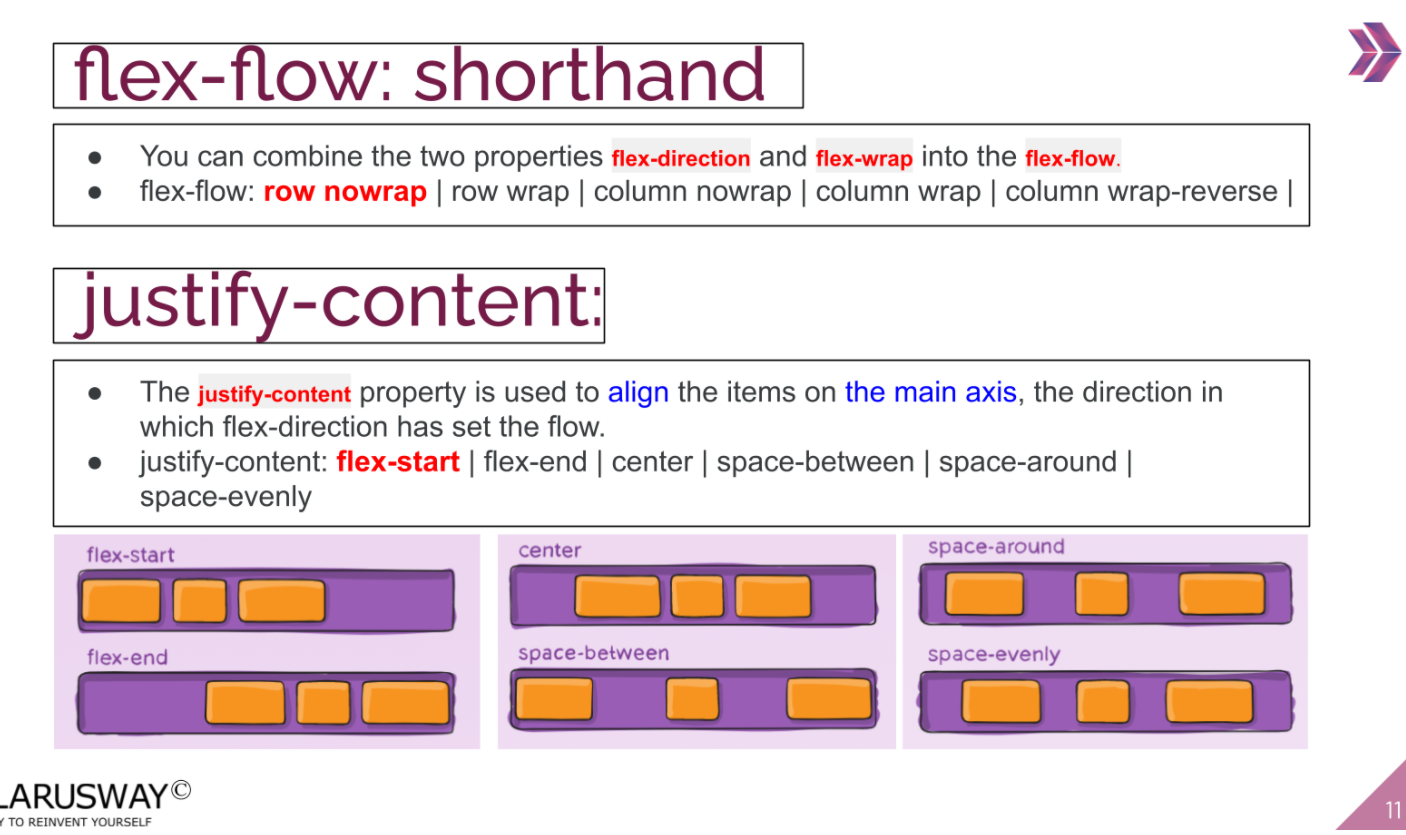 flex-flow: shorthand
● You can combine the two properties flex-direction and flex-wrap into the flex-flow.
● flex-flow: row nowrap | row wrap | column nowrap | column wrap | column wrap-reverse |
justify-content:
● The justify-content property is used to align the items on the main axis, the direction in
which flex-direction has set the flow.
● justify-content: flex-start | flex-end | center | space-between | space-around |
space-evenly
flex-start
flex-end
center
space-between
space-around
space-evenly
LARUSWAY©
Y TO REINVENT YOURSELF
11